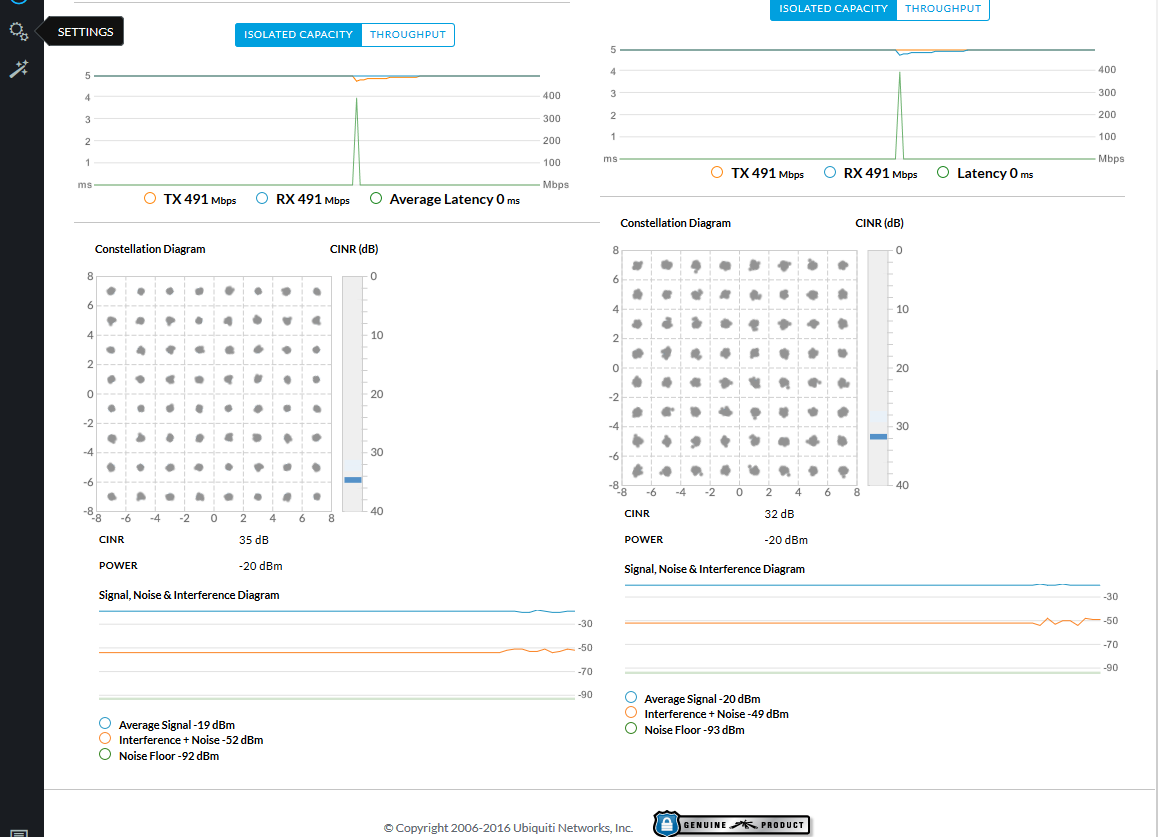 SETTINGS
ISOLATED CAPACITY THROUGHPUT
5
4 400
3 300
2 200
1 100
ms Mbps
TX 491 Mbps RX 491 Mbps Average Latency 0 ms
Constellation Diagram CINR (dB)
8 0
6
4 10
2
0 20
-2
-4 30
-6
-8 40
-8 -6 -4 -2 0 2 4 6 8
CINR 35 dB
POWER -20 dBm
Signal, Noise & Interference Diagram
-30
-50
-70
-90
Average Signal -19 dBm
Interference + Noise -52 dBm
Noise Floor -92 dBm
ISOLATED CAPACITY THROUGHPUT
5
4 400
3 300
2 200
1 100
ms Mbps
TX 491 Mbps RX 491 Mbps Latency 0 ms
Constellation Diagram CINR (dB)
8 0
6
4 10
2
0 20
-2
-4 30
-6
-8 40
-8 -6 -4 -2 0 2 4 6 8
CINR 32 dB
POWER -20 dBm
Signal, Noise & Interference Diagram
-30
-50
-70
-90
Average Signal -20 dBm
Interference + Noise -49 dBm
Noise Floor -93 dBm
© Copyright 2006-2016 Ubiquiti Networks, Inc. GENUINE PRODUCT